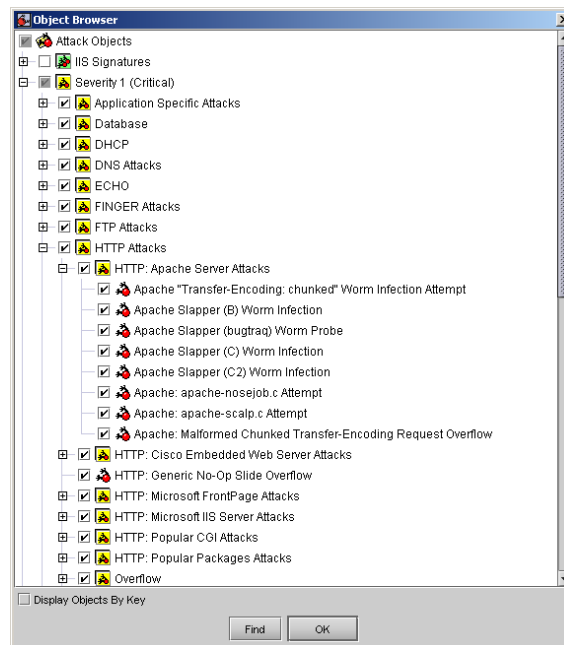 Object Browser
Attack Objects
IIS Signatures
Severity 1 (Critical)
Application Specific Attacks
Database
DHCP
DNS Attacks
ECHO
FINGER Attacks
FTP Attacks
HTTP Attacks
HTTP: Apache Server Attacks
Apache "Transfer-Encoding: chunked" Worm Infection Attempt
Apache Slapper (B) Worm Infection
Apache Slapper (bugtraq) Worm Probe
Apache Slapper (C) Worm Infection
Apache Slapper (C2) Worm Infection
Apache: apache-nosejob.c Attempt
Apache: apache-scalp.c Attempt
Apache: Malformed Chunked Transfer-Encoding Request Overflow
HTTP: Cisco Embedded Web Server Attacks
HTTP: Generic No-Op Slide Overflow
HTTP: Microsoft FrontPage Attacks
HTTP: Microsoft IIS Server Attacks
HTTP: Popular CGI Attacks
HTTP: Popular Packages Attacks
Overflow
Display Objects By Key
Find OK